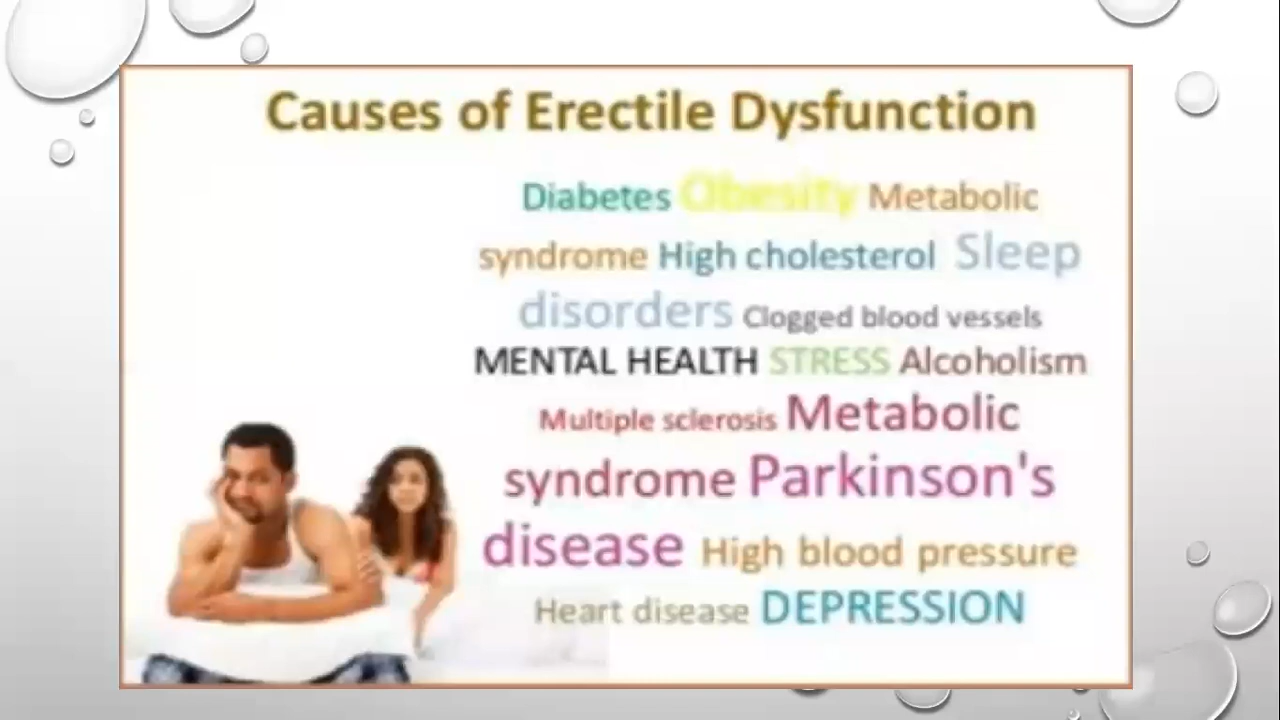 Causes of Erectile Dysfunction
Diabetes Obesity Metabolic
syndrome High cholesterol Sleep
disorders Clogged blood vessels
MENTAL HEALTH STRESS Alcoholism
Multiple sclerosis Metabolic
syndrome Parkinson's
disease High blood pressure
Heart disease DEPRESSION